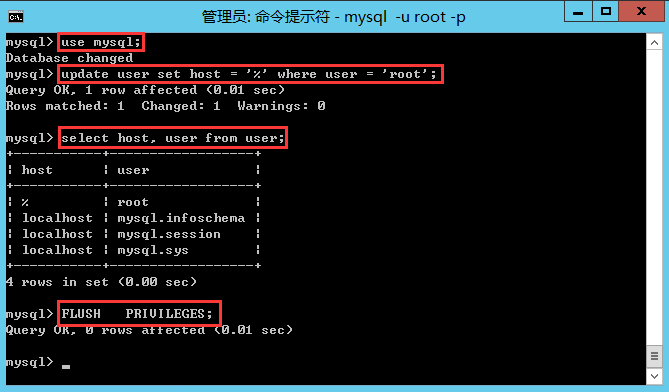 管理员: 命令提示符 - mysql  -u root -p
mysql> use mysql;
Database changed
mysql> update user set host = '%' where user = 'root';
Query OK, 1 row affected (0.01 sec)
Rows matched: 1  Changed: 1  Warnings: 0
mysql> select host, user from user;
+-----------+------------------+
| host      | user             |
+-----------+------------------+
| %         | root             |
| localhost | mysql.infoschema |
| localhost | mysql.session    |
| localhost | mysql.sys        |
+-----------+------------------+
4 rows in set (0.00 sec)
mysql> FLUSH   PRIVILEGES;
Query OK, 0 rows affected (0.01 sec)
mysql> _